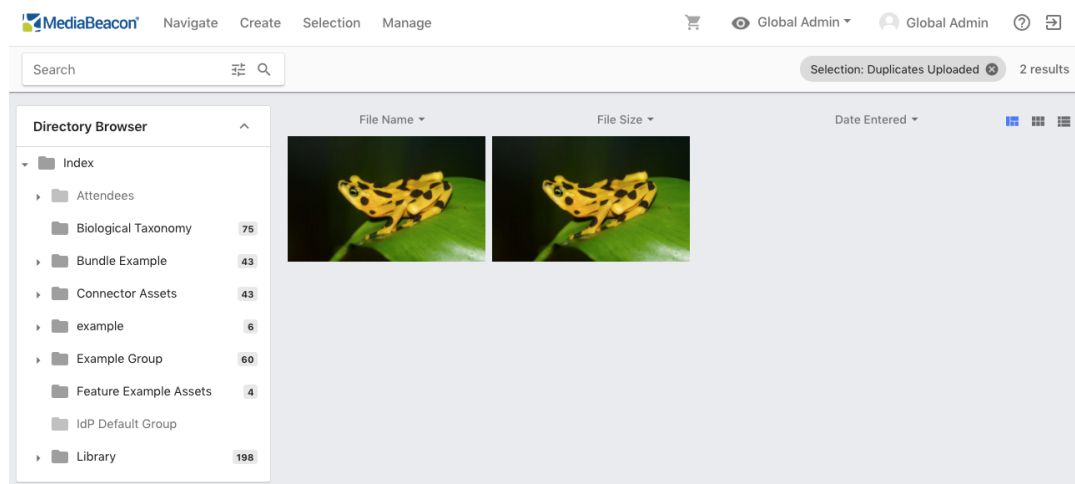 MediaBeacon® Navigate Create Selection Manage Global Admin Global Admin
Search Selection: Duplicates Uploaded 2 results
Directory Browser File Name File Size Date Entered
Index
Attendees
Biological Taxonomy 75
Bundle Example 43
Connector Assets 43
example 6
Example Group 60
Feature Example Assets 4
IdP Default Group
Library 198